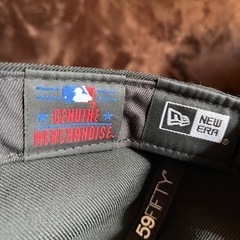 GENUINE
MERCHANDISE
NEW ERA
59FIFTY